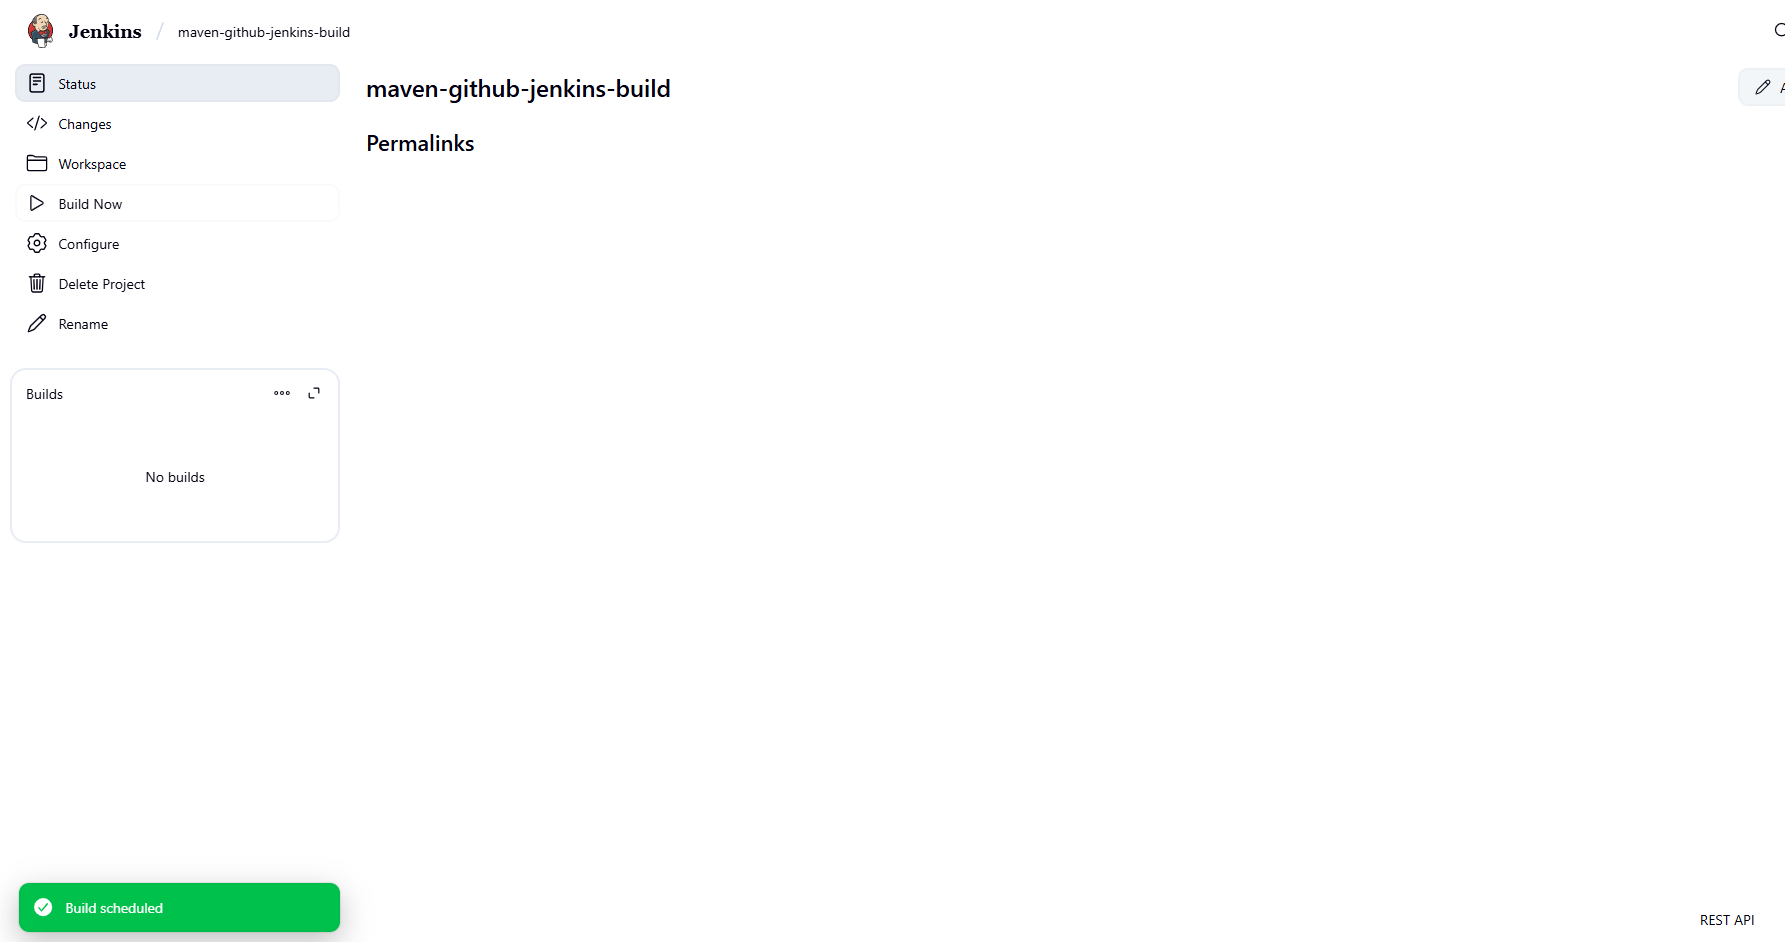 Jenkins / maven-github-jenkins-build
Status
Changes
Workspace
Build Now
Configure
Delete Project
Rename
maven-github-jenkins-build
Permalinks
Builds
No builds
Build scheduled
REST API